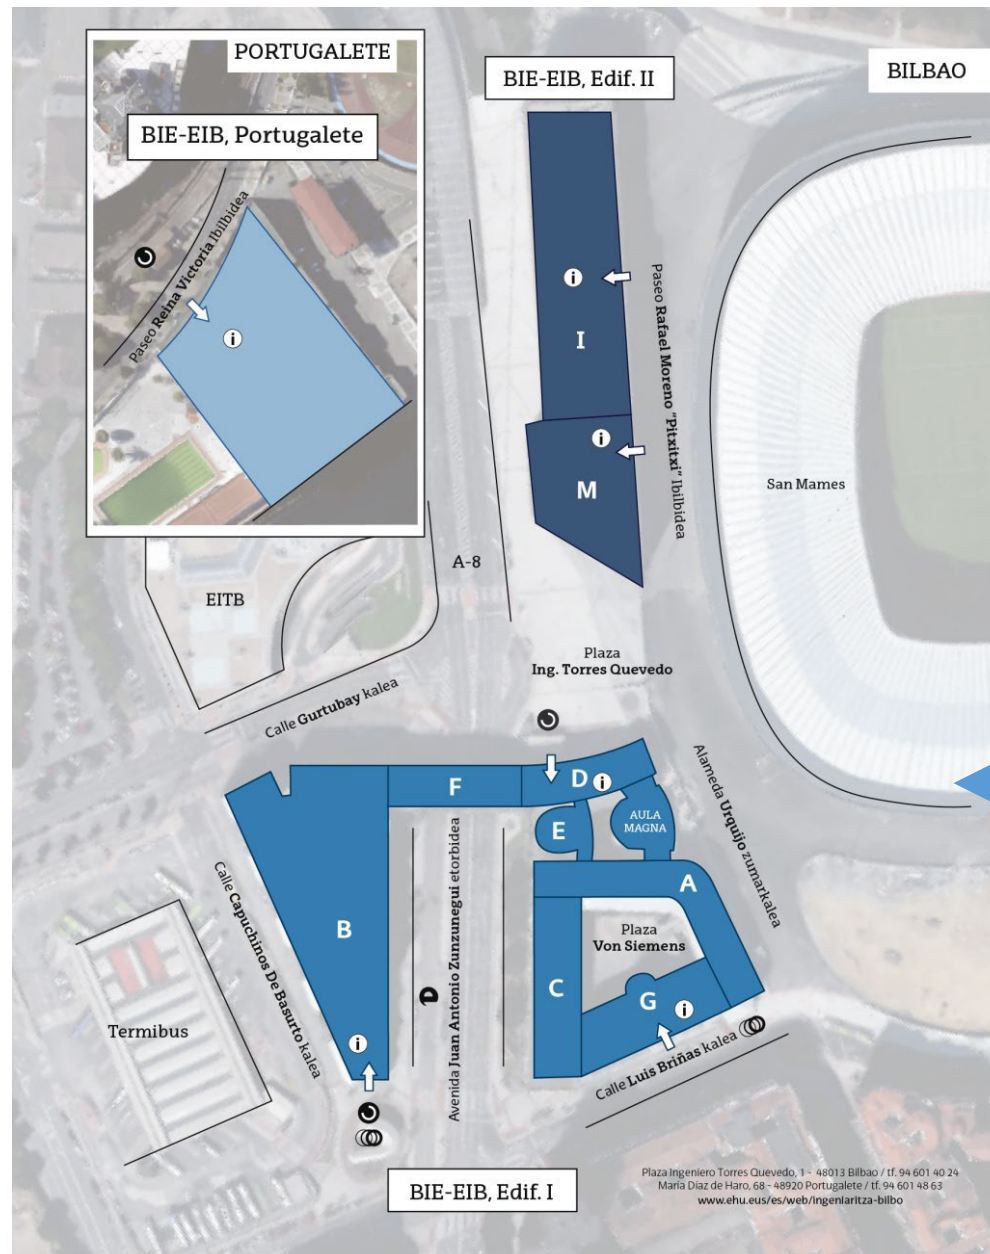 PORTUGALETE
BIE-EIB, Portugalete
Paseo Reina Victoria Ibilbidea
i
BIE-EIB, Edif. II
BILBAO
i
I
i
M
Paseo Rafael Moreno "Pitxitxi" Ibilbidea
San Mames
A-8
EITB
Calle Gurtubay kalea
Plaza
Ing. Torres Quevedo
F
D
i
E
AULA
MAGNA
Alameda Urquijo zumarkalea
A
B
Calle Capuchinos De Basurto kalea
Avenida Juan Antonio Zunzunegui etorbidea
Plaza
Von Siemens
C
G
i
Termibus
i
Calle Luis Briñas kalea
BIE-EIB, Edif. I
Plaza Ingeniero Torres Quevedo, 1 - 48013 Bilbao / tf. 94 601 40 24
María Díaz de Haro, 68 - 48920 Portugalete / tf. 94 601 48 63
www.ehu.eus/es/web/ingeniaritza-bilbo